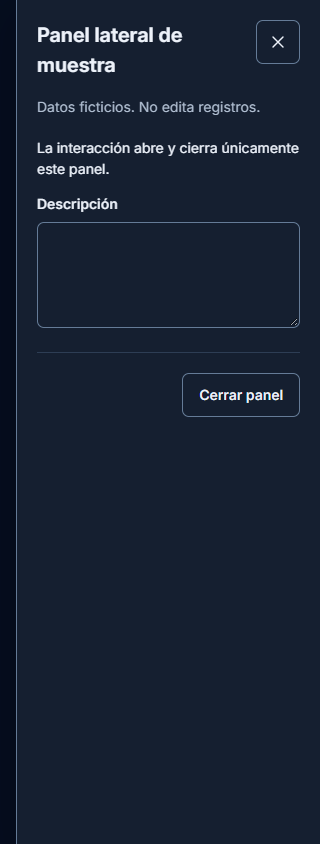 Panel lateral de
muestra
Datos ficticios. No edita registros.
La interacción abre y cierra únicamente
este panel.
Descripción
Cerrar panel